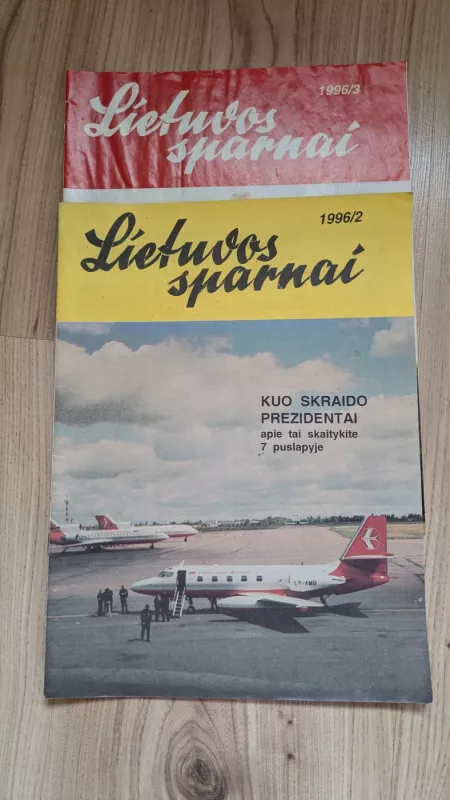 1996/3
Lietuvos
sparnai
1996/2
Lietuvos
sparnai
KUO SKRAIDO
PREZIDENTAI
apie tai skaitykite
7 puslapyje
LY-AMB